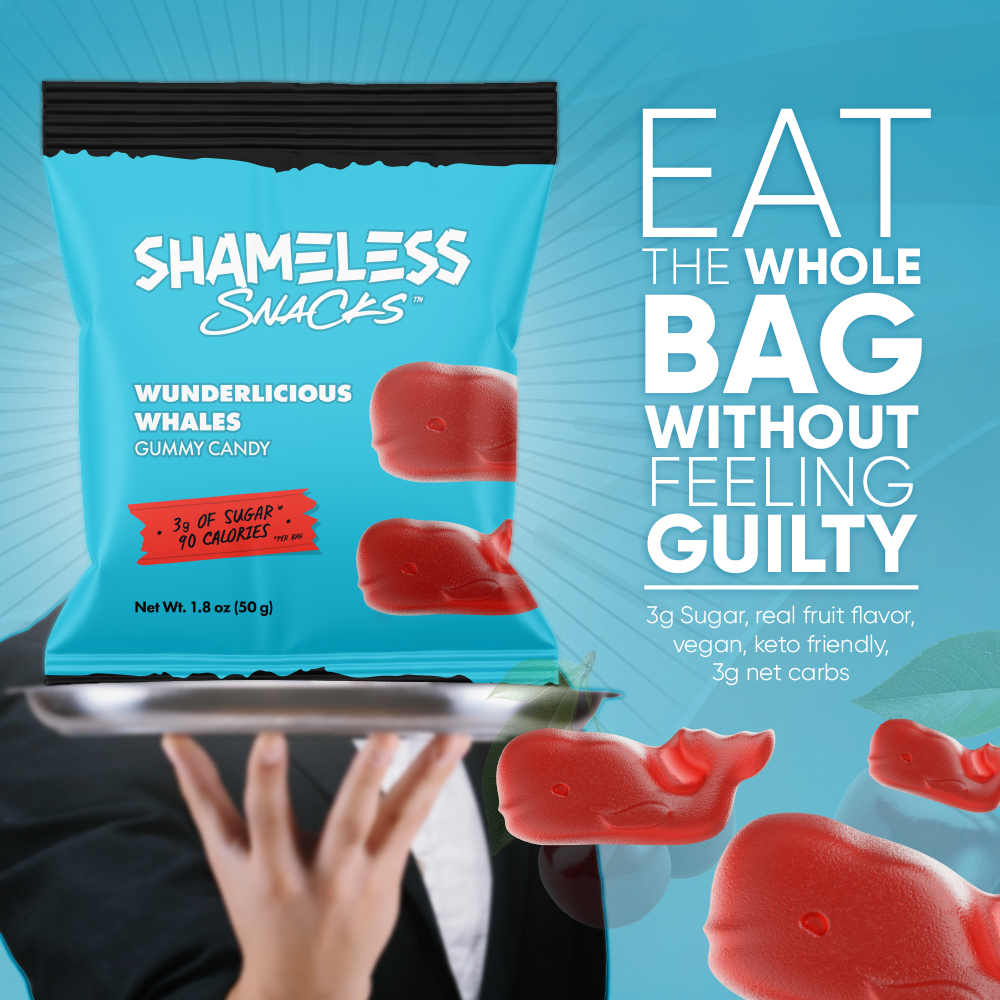 SHAMELESS
SNACKS™
WUNDERLICIOUS
WHALES
GUMMY CANDY
3g OF SUGAR*
90 CALORIES *PER BAG
Net Wt. 1.8 oz (50 g)
EAT
THE WHOLE
BAG
WITHOUT
FEELING
GUILTY
3g Sugar, real fruit flavor,
vegan, keto friendly,
3g net carbs